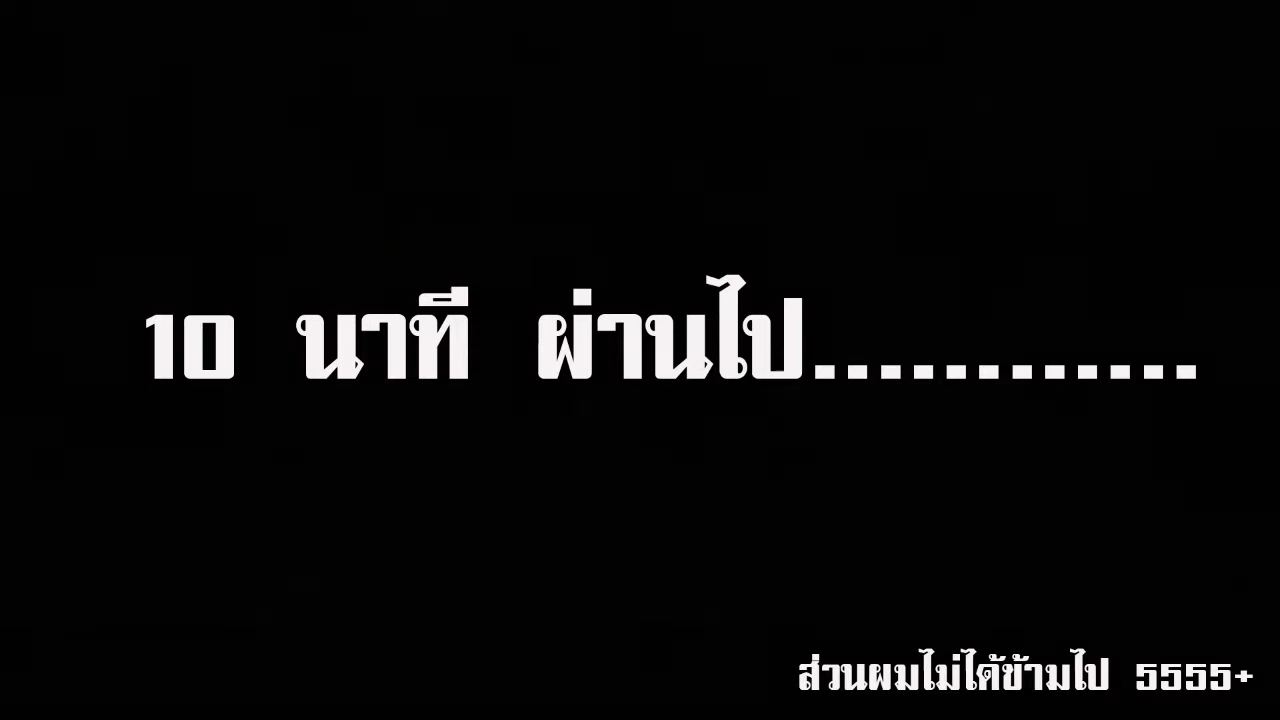 10 นาที ผ่านไป............
ส่วนผมไม่ได้ข้ามไป 5555+